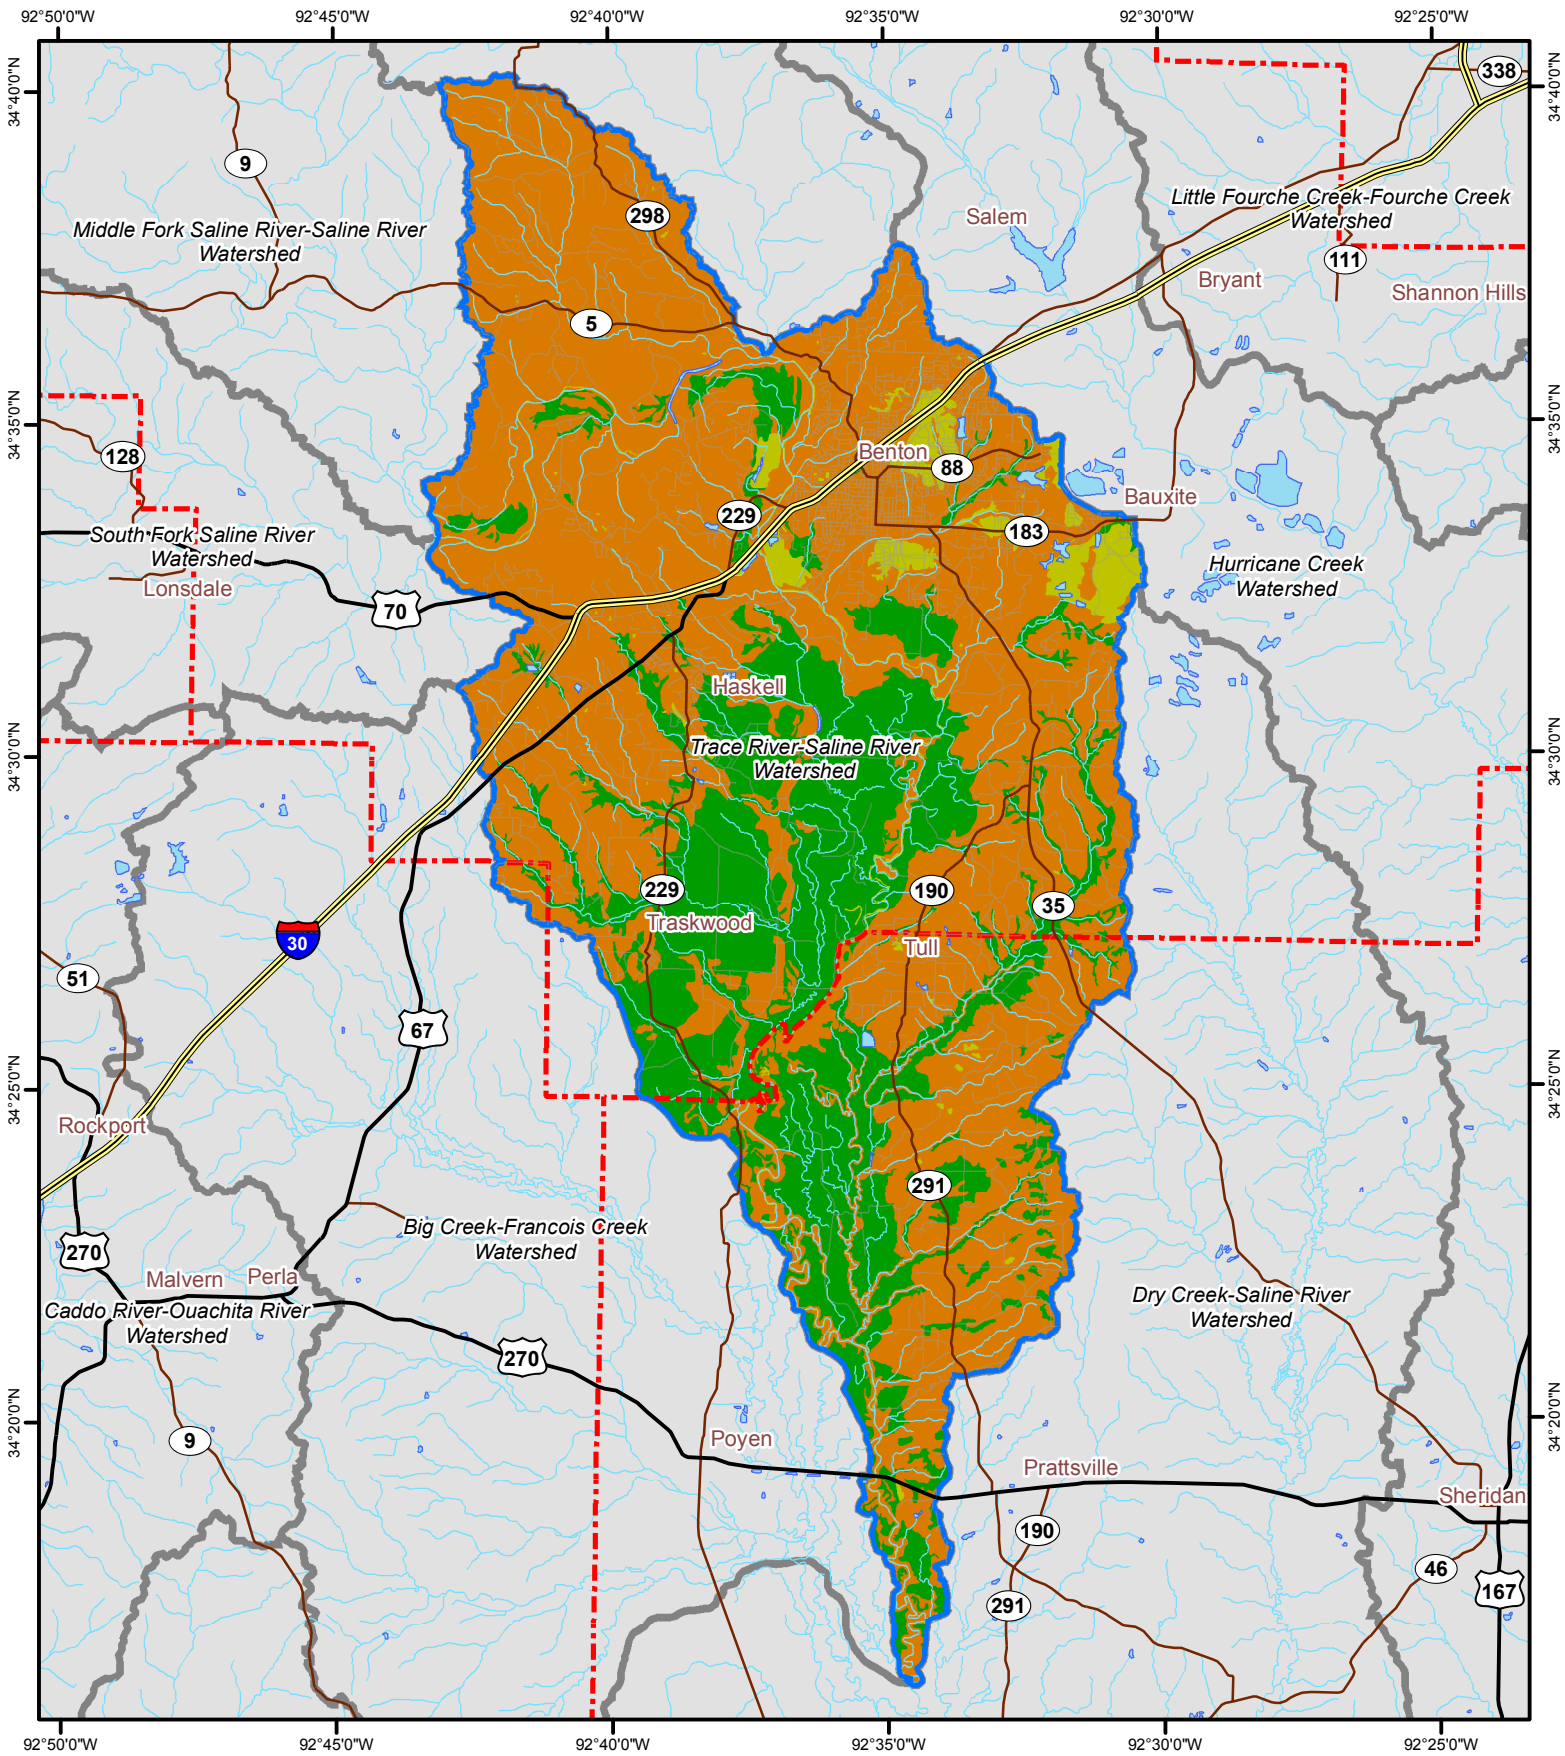 92°50'0"W 92°45'0"W 92°40'0"W 92°35'0"W 92°30'0"W 92°25'0"W
34°40'0"N
34°40'0"N
338
9
Little Fourche Creek-Fourche Creek
Watershed
298
Salem
Middle Fork Saline River-Saline River
Watershed
111
Bryant
Shannon Hills
5
34°35'0"N
34°35'0"N
128
Benton
88
Bauxite
229
183
South Fork Saline River
Watershed
Lonsdale
Hurricane Creek
Watershed
70
Haskell
Trace River-Saline River
Watershed
34°30'0"N
34°30'0"N
229
190
35
Traskwood
Tull
30
51
67
34°25'0"N
34°25'0"N
Rockport
291
Big Creek-Francois Creek
Watershed
270
Malvern Perla
Caddo River-Ouachita River
Watershed
Dry Creek-Saline River
Watershed
270
34°20'0"N
34°20'0"N
9
Poyen
Prattsville
Sheridan
190
46
167
291
92°50'0"W 92°45'0"W 92°40'0"W 92°35'0"W 92°30'0"W 92°25'0"W